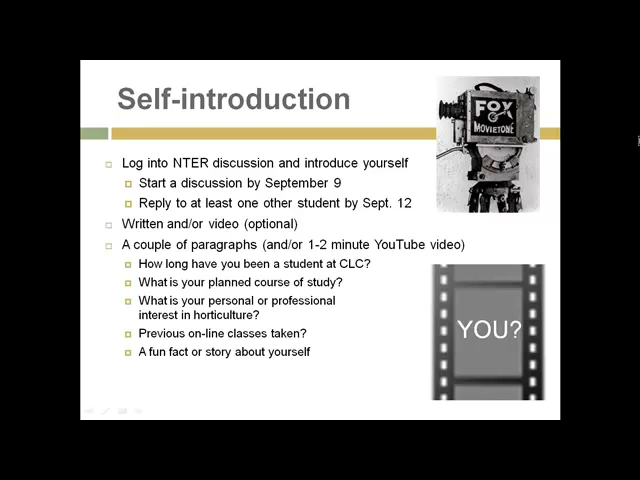 Self-introduction
FOX
MOVIETONE
Log into NTER discussion and introduce yourself
Start a discussion by September 9
Reply to at least one other student by Sept. 12
Written and/or video (optional)
A couple of paragraphs (and/or 1-2 minute YouTube video)
How long have you been a student at CLC?
What is your planned course of study?
What is your personal or professional
interest in horticulture?
Previous on-line classes taken?
A fun fact or story about yourself
YOU?